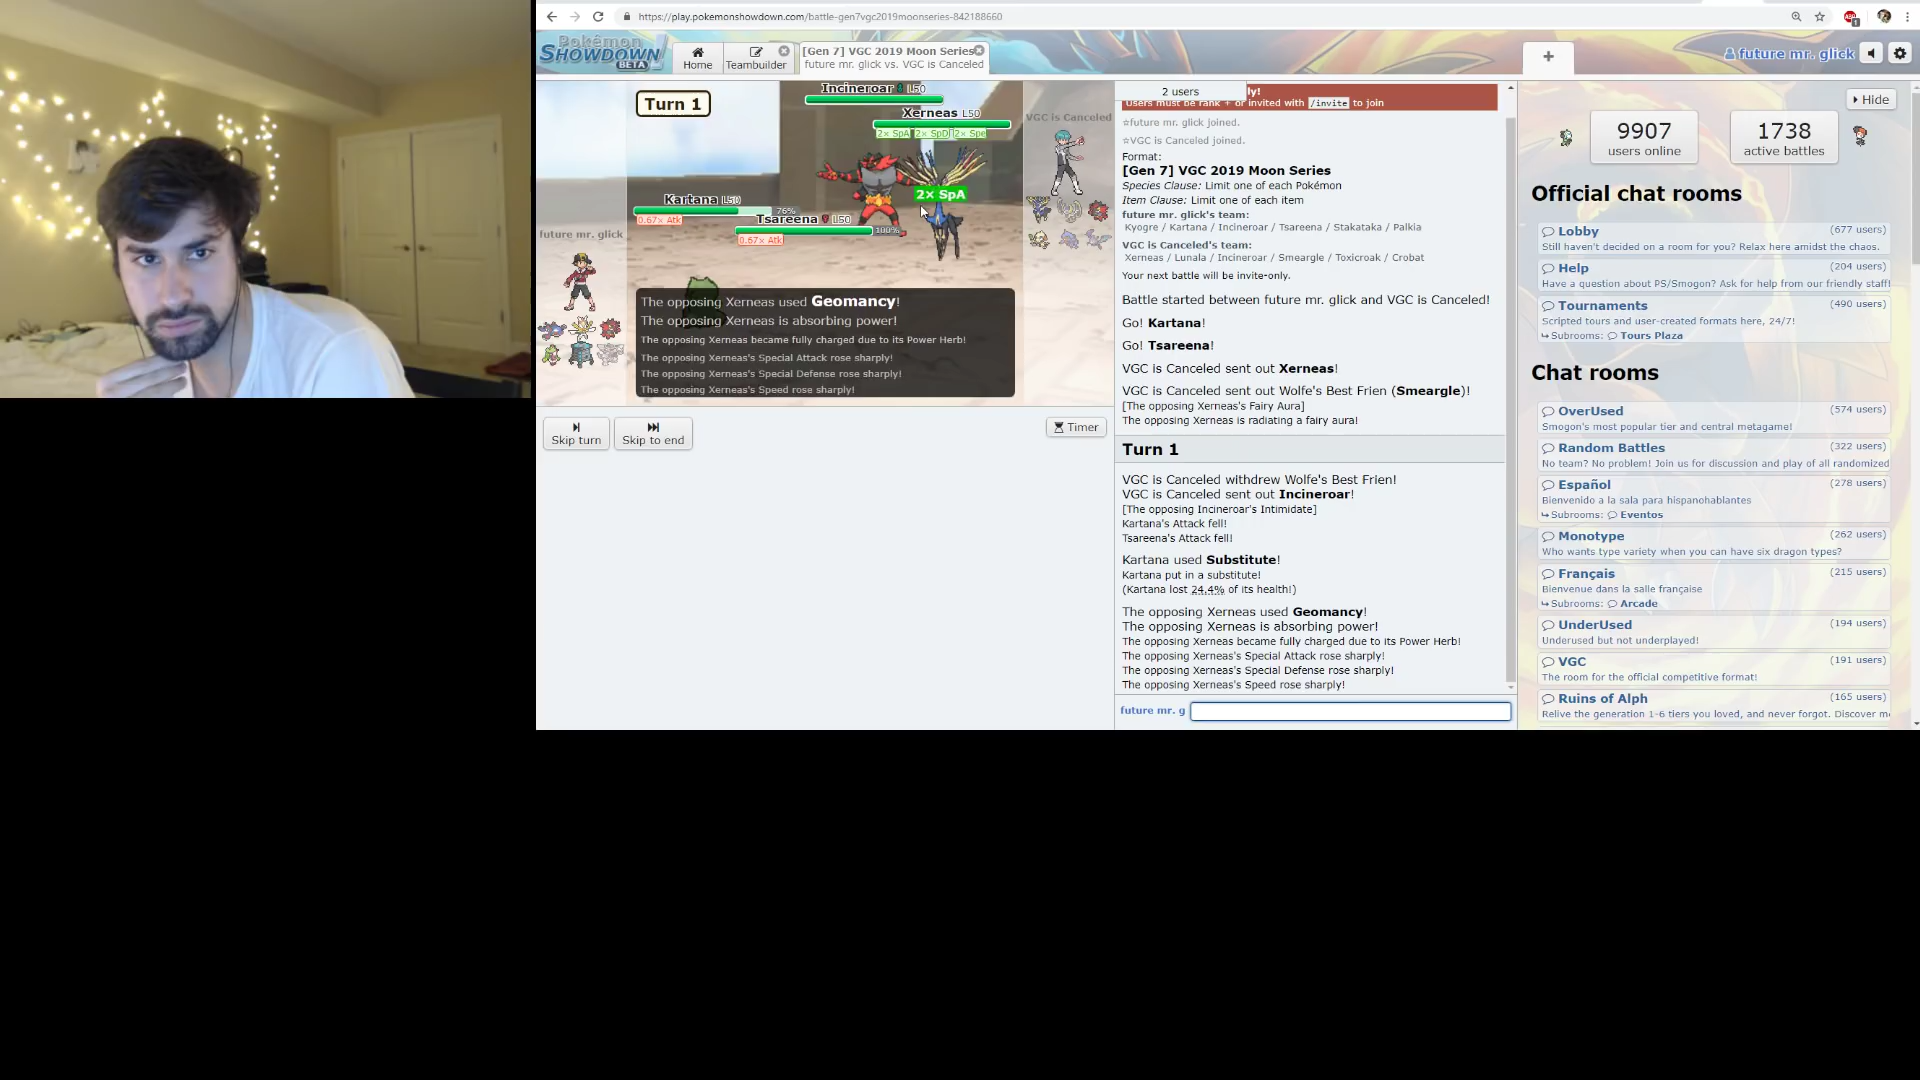 https://play.pokemonshowdown.com/battle-gen7vgc2019moonseries-842188660
Pokémon
SHOWDOWN
BETA
Home
Teambuilder
[Gen 7] VGC 2019 Moon Series
future mr. glick vs. VGC is Canceled
+
future mr. glick
Turn 1
Incineroar L50
Xerneas L50
2× SpA 2× SpD 2× Spe
2× SpA
Kartana L50
76%
0.67× Atk
Tsareena L50
100%
0.67× Atk
future mr. glick
VGC is Canceled
The opposing Xerneas used Geomancy!
The opposing Xerneas is absorbing power!
The opposing Xerneas became fully charged due to its Power Herb!
The opposing Xerneas's Special Attack rose sharply!
The opposing Xerneas's Special Defense rose sharply!
The opposing Xerneas's Speed rose sharply!
Skip turn
Skip to end
Timer
2 users
ly!
Users must be rank + or invited with /invite to join
☆future mr. glick joined.
☆VGC is Canceled joined.
Format:
[Gen 7] VGC 2019 Moon Series
Species Clause: Limit one of each Pokémon
Item Clause: Limit one of each item
future mr. glick's team:
Kyogre / Kartana / Incineroar / Tsareena / Stakataka / Palkia
VGC is Canceled's team:
Xerneas / Lunala / Incineroar / Smeargle / Toxicroak / Crobat
Your next battle will be invite-only.
Battle started between future mr. glick and VGC is Canceled!
Go! Kartana!
Go! Tsareena!
VGC is Canceled sent out Xerneas!
VGC is Canceled sent out Wolfe's Best Frien (Smeargle)!
[The opposing Xerneas's Fairy Aura]
The opposing Xerneas is radiating a fairy aura!
Turn 1
VGC is Canceled withdrew Wolfe's Best Frien!
VGC is Canceled sent out Incineroar!
[The opposing Incineroar's Intimidate]
Kartana's Attack fell!
Tsareena's Attack fell!
Kartana used Substitute!
Kartana put in a substitute!
(Kartana lost 24.4% of its health!)
The opposing Xerneas used Geomancy!
The opposing Xerneas is absorbing power!
The opposing Xerneas became fully charged due to its Power Herb!
The opposing Xerneas's Special Attack rose sharply!
The opposing Xerneas's Special Defense rose sharply!
The opposing Xerneas's Speed rose sharply!
future mr. g
Hide
9907
users online
1738
active battles
Official chat rooms
Lobby (677 users)
Still haven't decided on a room for you? Relax here amidst the chaos.
Help (204 users)
Have a question about PS/Smogon? Ask for help from our friendly staff!
Tournaments (490 users)
Scripted tours and user-created formats here, 24/7!
Subrooms: Tours Plaza
Chat rooms
OverUsed (574 users)
Smogon's most popular tier and central metagame!
Random Battles (322 users)
No team? No problem! Join us for discussion and play of all randomized
Español (278 users)
Bienvenido a la sala para hispanohablantes
Subrooms: Eventos
Monotype (262 users)
Who wants type variety when you can have six dragon types?
Français (215 users)
Bienvenue dans la salle française
Subrooms: Arcade
UnderUsed (194 users)
Underused but not underplayed!
VGC (191 users)
The room for the official competitive format!
Ruins of Alph (165 users)
Relive the generation 1-6 tiers you loved, and never forgot. Discover m